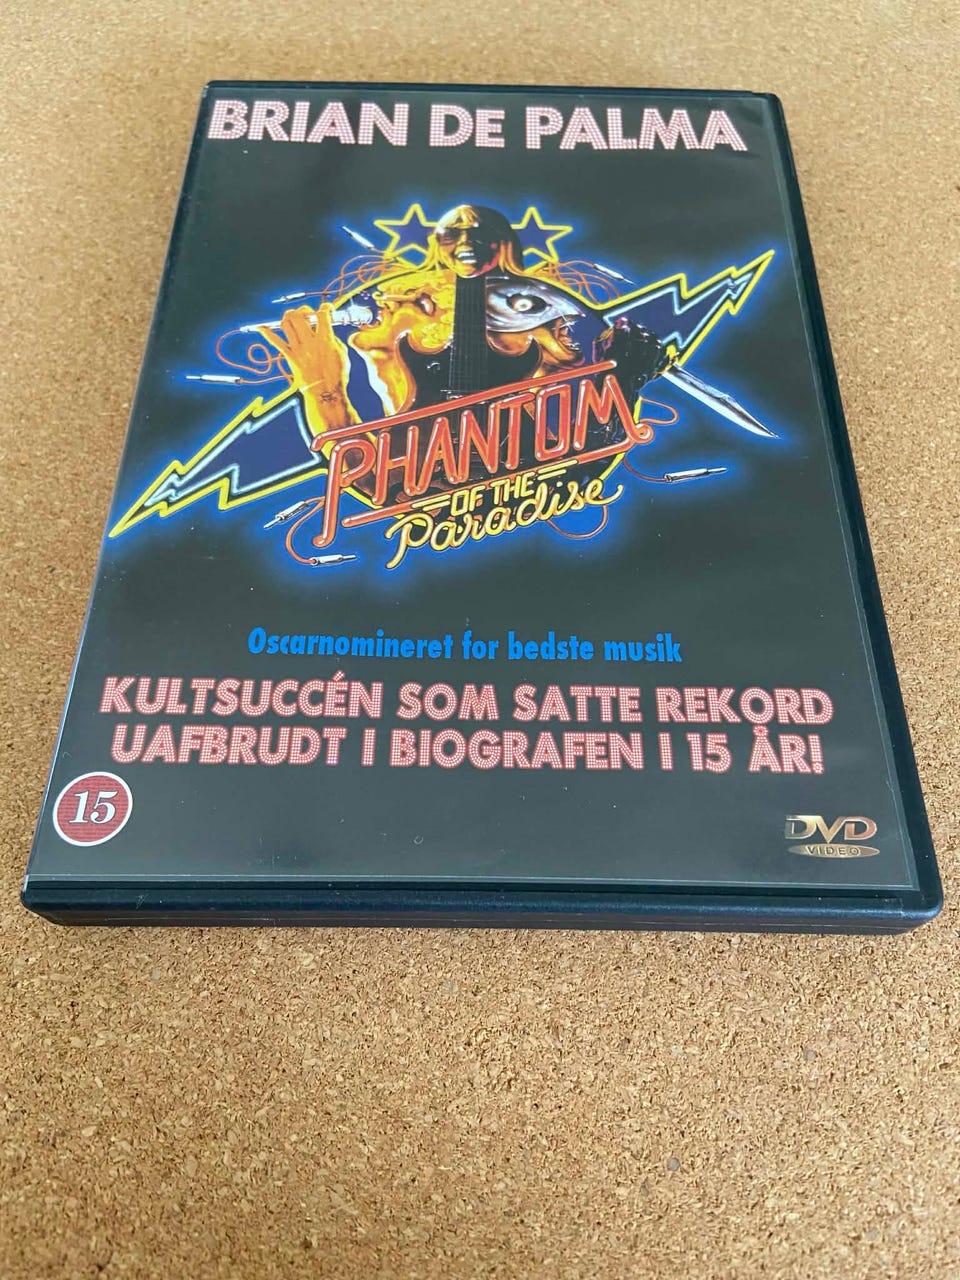 BRIAN DE PALMA
PHANTOM
OF THE
Paradise
Oscarnomineret for bedste musik
KULTSUCCÉN SOM SATTE REKORD
UAFBRUDT I BIOGRAFEN I 15 ÅR!
15
DVD
VIDEO